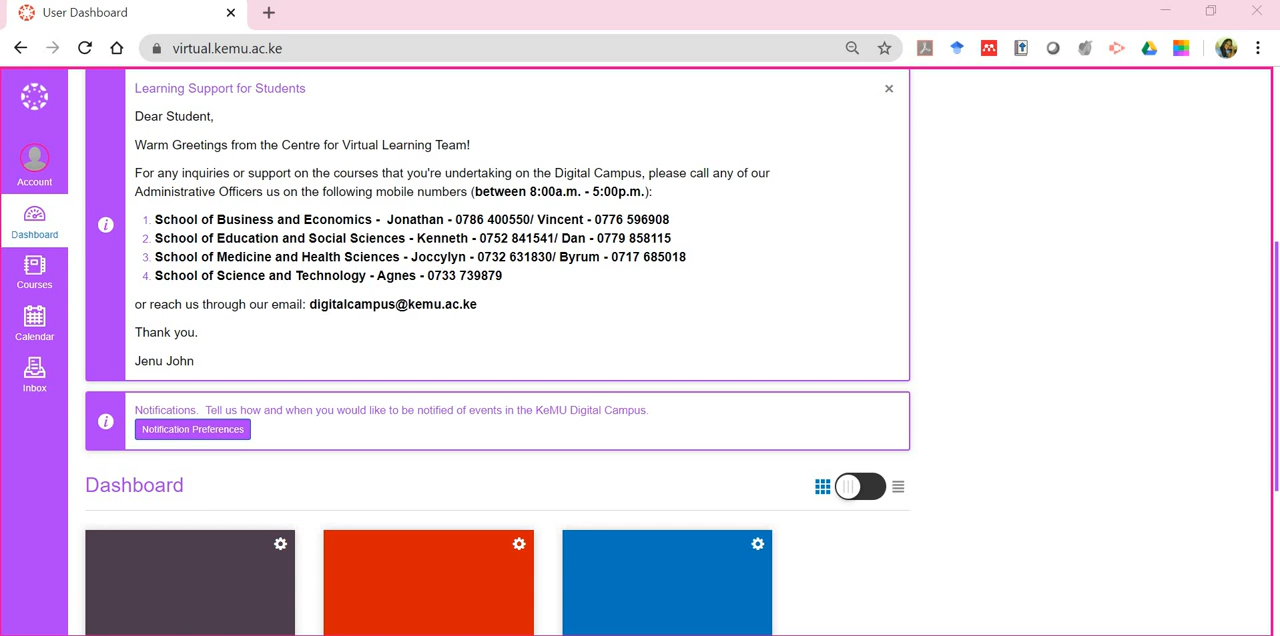 User Dashboard
virtual.kemu.ac.ke
Learning Support for Students
Dear Student,
Warm Greetings from the Centre for Virtual Learning Team!
For any inquiries or support on the courses that you're undertaking on the Digital Campus, please call any of our
Administrative Officers us on the following mobile numbers (between 8:00a.m. - 5:00p.m.):
1. School of Business and Economics - Jonathan - 0786 400550/ Vincent - 0776 596908
2. School of Education and Social Sciences - Kenneth - 0752 841541/ Dan - 0779 858115
3. School of Medicine and Health Sciences - Joccylyn - 0732 631830/ Byrum - 0717 685018
4. School of Science and Technology - Agnes - 0733 739879
or reach us through our email: digitalcampus@kemu.ac.ke
Thank you.
Jenu John
Account
Dashboard
Courses
Calendar
Inbox
Notifications. Tell us how and when you would like to be notified of events in the KeMU Digital Campus.
Notification Preferences
Dashboard